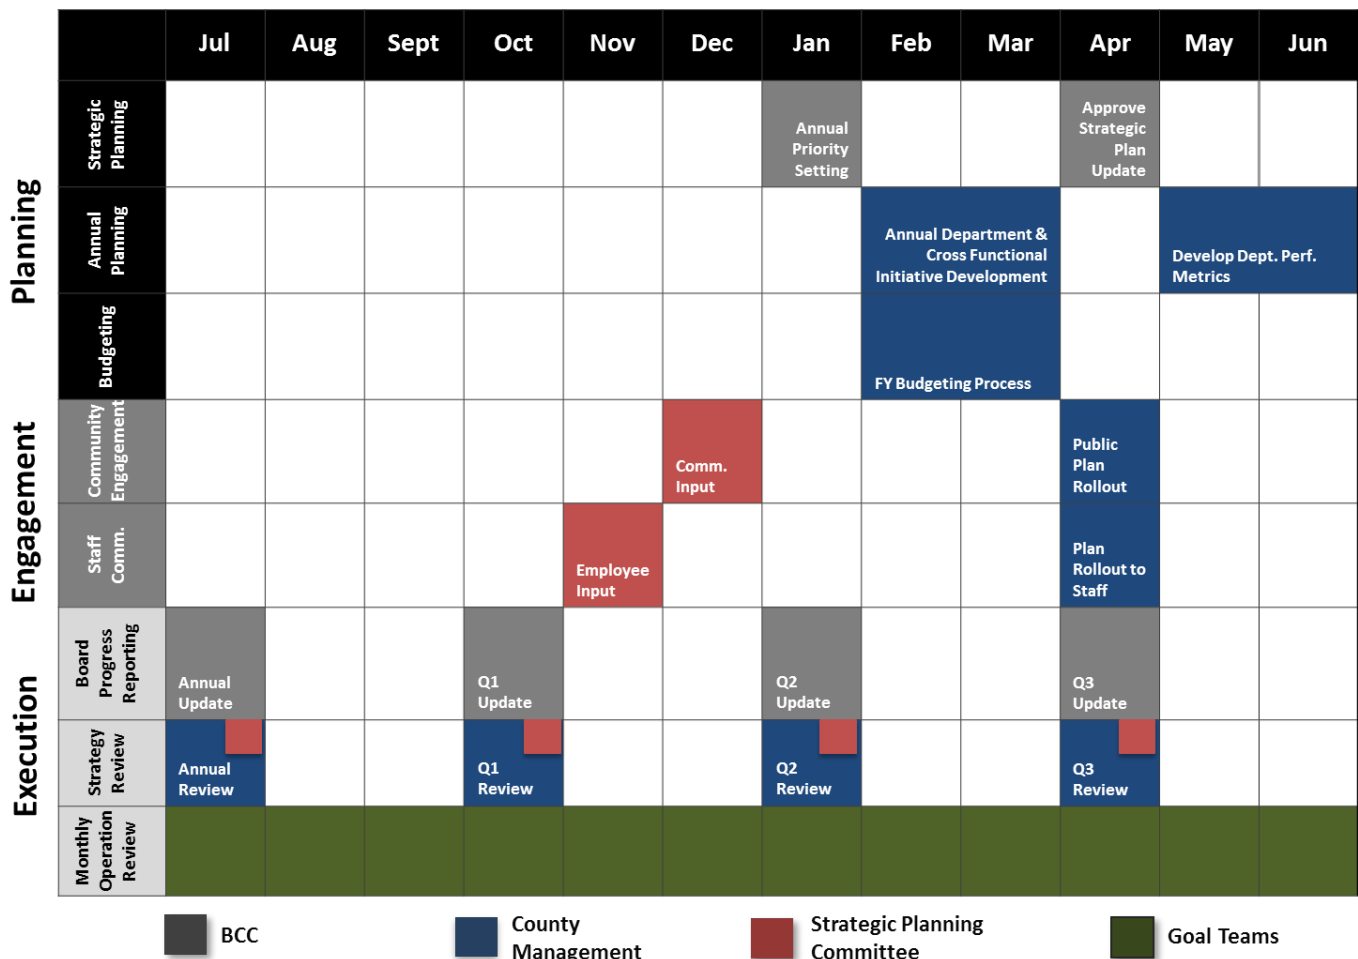 Jul Aug Sept Oct Nov Dec Jan Feb Mar Apr May Jun
Planning
Strategic
Planning
Annual
Priority
Setting
Approve
Strategic
Plan
Update
Annual
Planning
Annual Department &
Cross Functional
Initiative Development
Develop Dept. Perf.
Metrics
Budgeting
FY Budgeting Process
Engagement
Community
Engagement
Comm.
Input
Public
Plan
Rollout
Staff
Comm.
Employee
Input
Plan
Rollout to
Staff
Execution
Board
Progress
Reporting
Annual
Update
Q1
Update
Q2
Update
Q3
Update
Strategy
Review
Annual
Review
Q1
Review
Q2
Review
Q3
Review
Monthly
Operation
Review
BCC
County
Management
Strategic Planning
Committee
Goal Teams